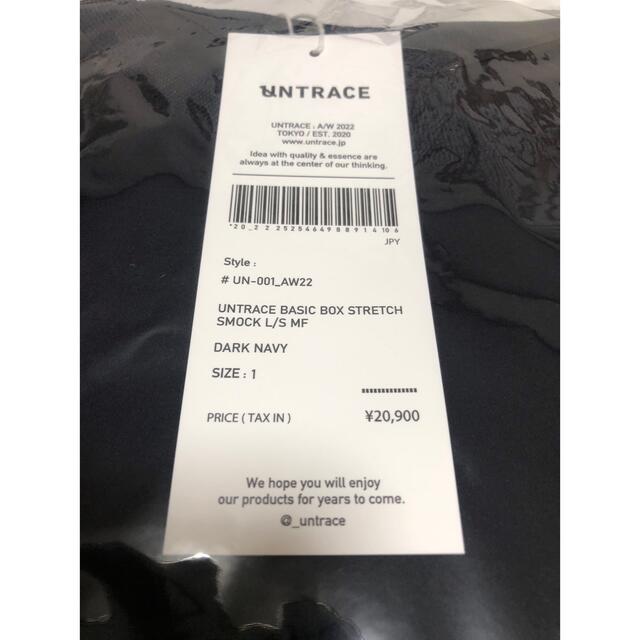 UNTRACE
UNTRACE : A/W 2022
TOKYO / EST. 2020
www.untrace.jp
Idea with quality & essence are
always at the center of our thinking.
*20_222525464988914106
JPY
Style :
# UN-001_AW22
UNTRACE BASIC BOX STRETCH
SMOCK L/S MF
DARK NAVY
SIZE : 1
PRICE ( TAX IN ) ¥20,900
We hope you will enjoy
our products for years to come.
@_untrace